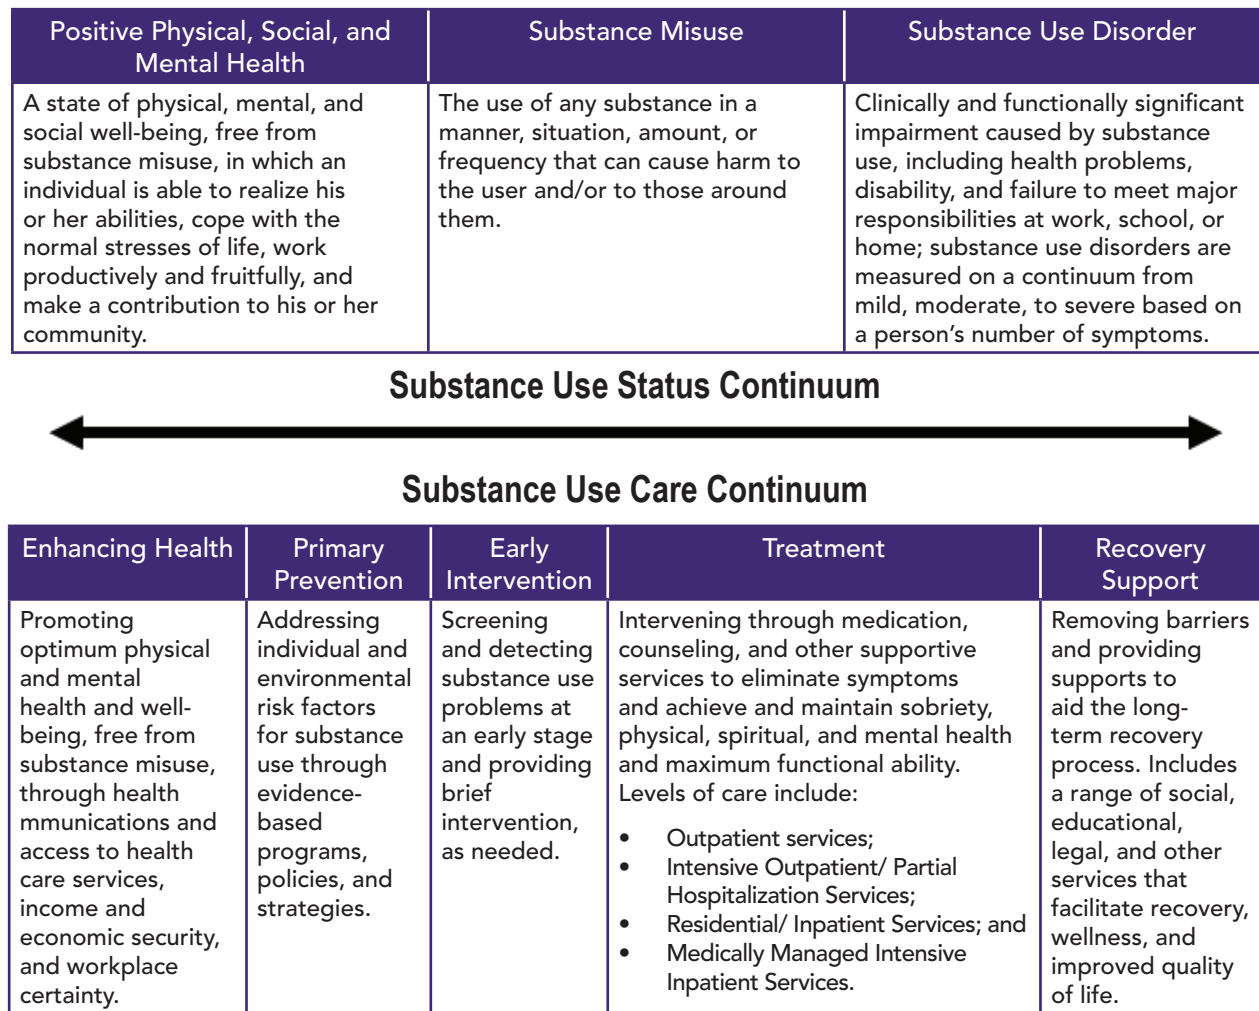 Positive Physical, Social, and
Mental Health
Substance Misuse
Substance Use Disorder
A state of physical, mental, and
social well-being, free from
substance misuse, in which an
individual is able to realize his
or her abilities, cope with the
normal stresses of life, work
productively and fruitfully, and
make a contribution to his or her
community.
The use of any substance in a
manner, situation, amount, or
frequency that can cause harm to
the user and/or to those around
them.
Clinically and functionally significant
impairment caused by substance
use, including health problems,
disability, and failure to meet major
responsibilities at work, school, or
home; substance use disorders are
measured on a continuum from
mild, moderate, to severe based on
a person’s number of symptoms.
Substance Use Status Continuum
Substance Use Care Continuum
Enhancing Health
Primary
Prevention
Early
Intervention
Treatment
Recovery
Support
Promoting
optimum physical
and mental
health and well-
being, free from
substance misuse,
through health
mmunications and
access to health
care services,
income and
economic security,
and workplace
certainty.
Addressing
individual and
environmental
risk factors
for substance
use through
evidence-
based
programs,
policies, and
strategies.
Screening
and detecting
substance use
problems at
an early stage
and providing
brief
intervention,
as needed.
Intervening through medication,
counseling, and other supportive
services to eliminate symptoms
and achieve and maintain sobriety,
physical, spiritual, and mental health
and maximum functional ability.
Levels of care include:
• Outpatient services;
• Intensive Outpatient/ Partial
Hospitalization Services;
• Residential/ Inpatient Services; and
• Medically Managed Intensive
Inpatient Services.
Removing barriers
and providing
supports to
aid the long-
term recovery
process. Includes
a range of social,
educational,
legal, and other
services that
facilitate recovery,
wellness, and
improved quality
of life.